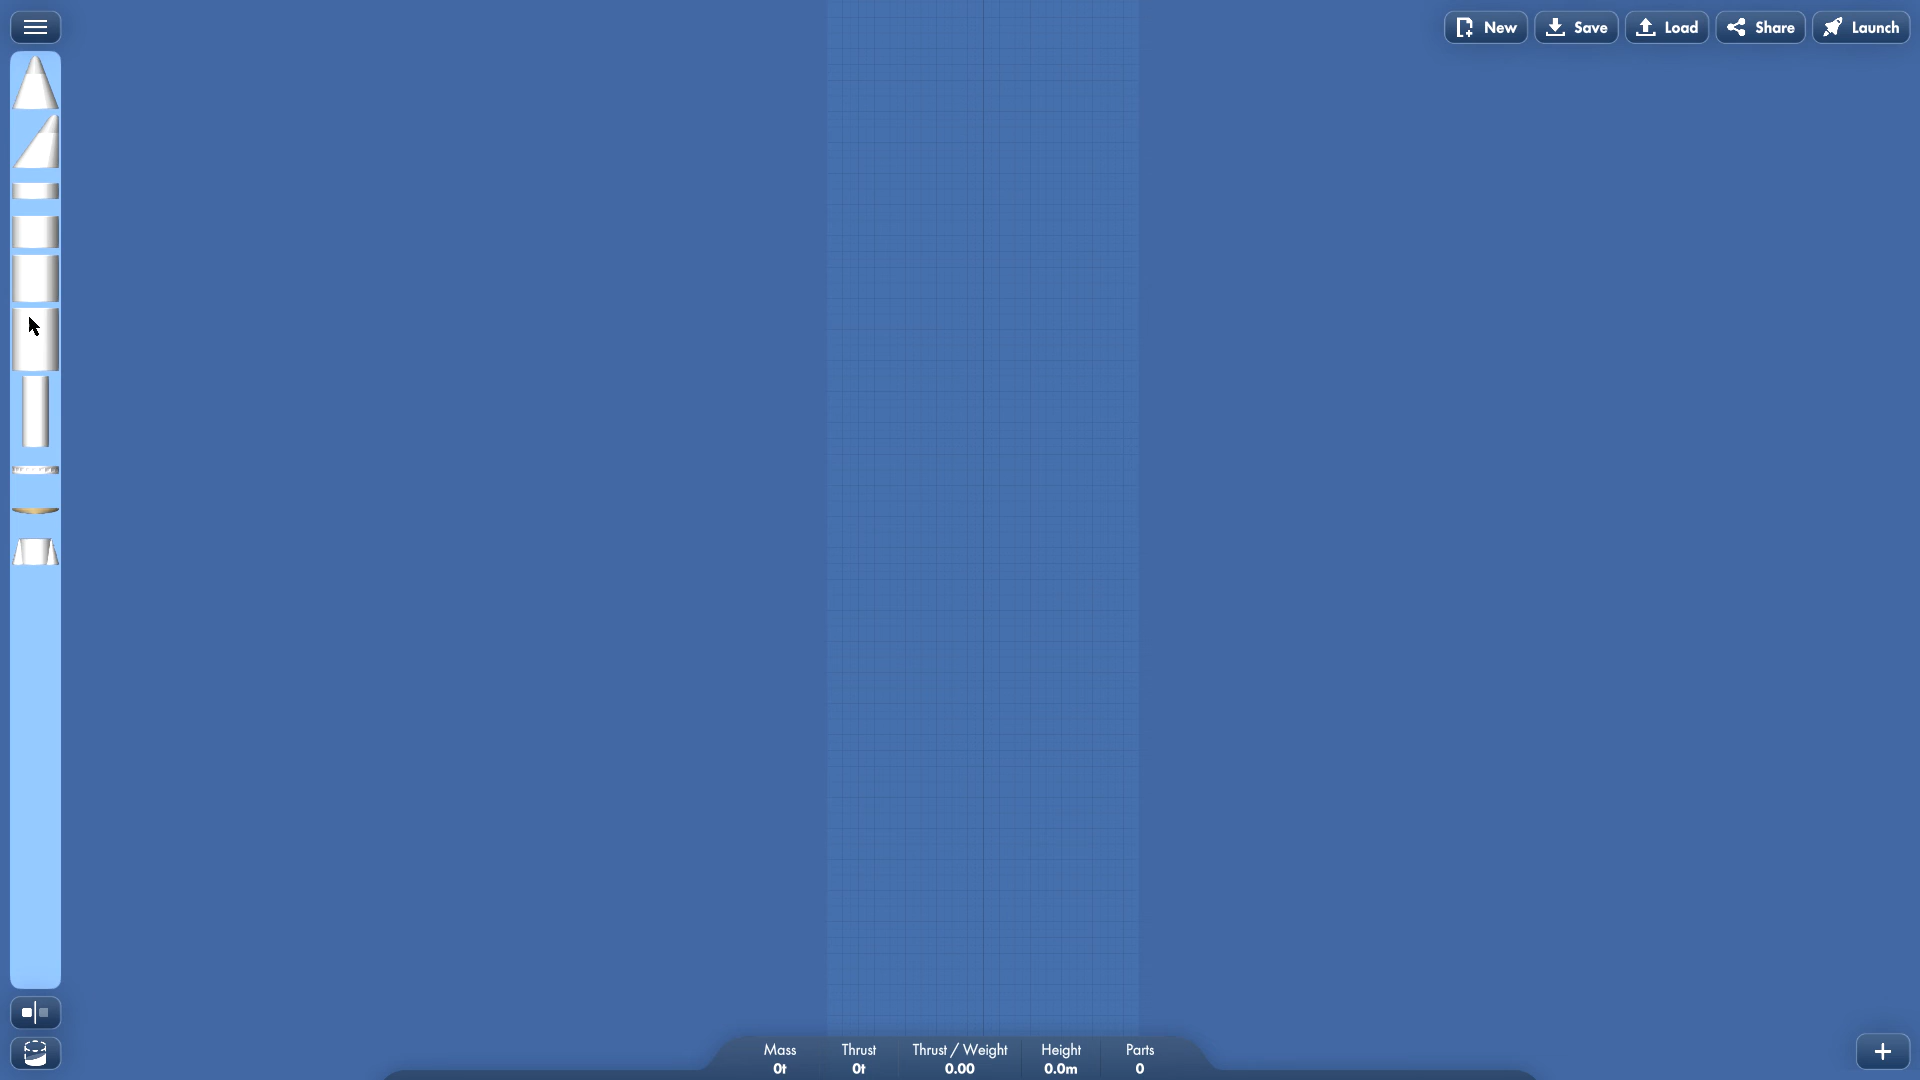 New
Save
Load
Share
Launch
Mass
0t
Thrust
0t
Thrust / Weight
0.00
Height
0.0m
Parts
0